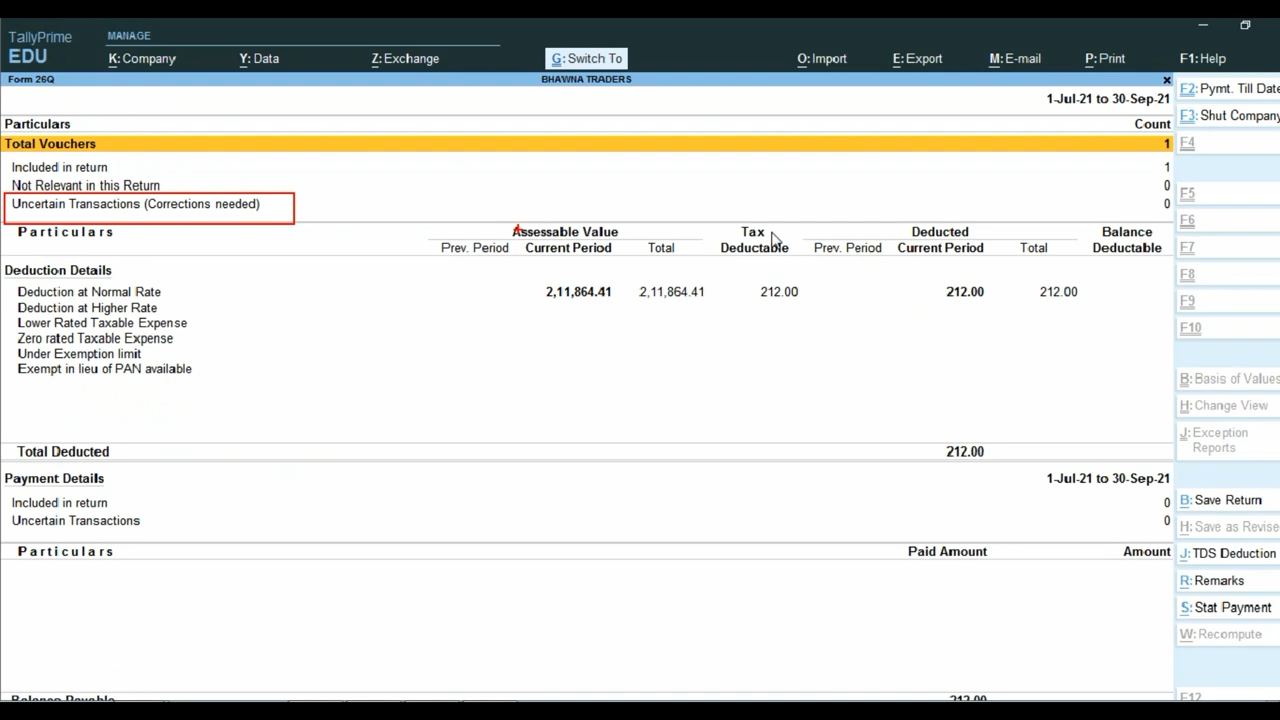 TallyPrime MANAGE
EDU K: Company Y: Data Z: Exchange G: Switch To O: Import E: Export M: E-mail P: Print F1: Help
Form 26Q BHAWNA TRADERS x
1-Jul-21 to 30-Sep-21
Particulars Count
Total Vouchers 1
Included in return 1
Not Relevant in this Return 0
Uncertain Transactions (Corrections needed) 0
Particulars Assessable Value Tax Deducted Balance
Prev. Period Current Period Total Deductable Prev. Period Current Period Total Deductable
Deduction Details
Deduction at Normal Rate 2,11,864.41 2,11,864.41 212.00 212.00 212.00
Deduction at Higher Rate
Lower Rated Taxable Expense
Zero rated Taxable Expense
Under Exemption limit
Exempt in lieu of PAN available
Total Deducted 212.00
Payment Details 1-Jul-21 to 30-Sep-21
Included in return 0
Uncertain Transactions 0
Particulars Paid Amount Amount
Balance Payable 212.00
F2: Pymt. Till Date
F3: Shut Company
F4
F5
F6
F7
F8
F9
F10
B: Basis of Values
H: Change View
J: Exception
Reports
B: Save Return
H: Save as Revise
J: TDS Deduction
R: Remarks
S: Stat Payment
W: Recompute
F12